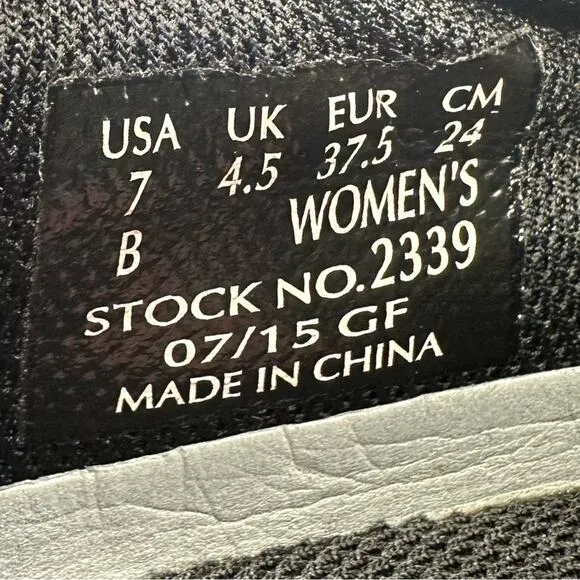 USA UK EUR CM
7 4.5 37.5 24
B WOMEN'S
STOCK NO.2339
07/15 GF
MADE IN CHINA